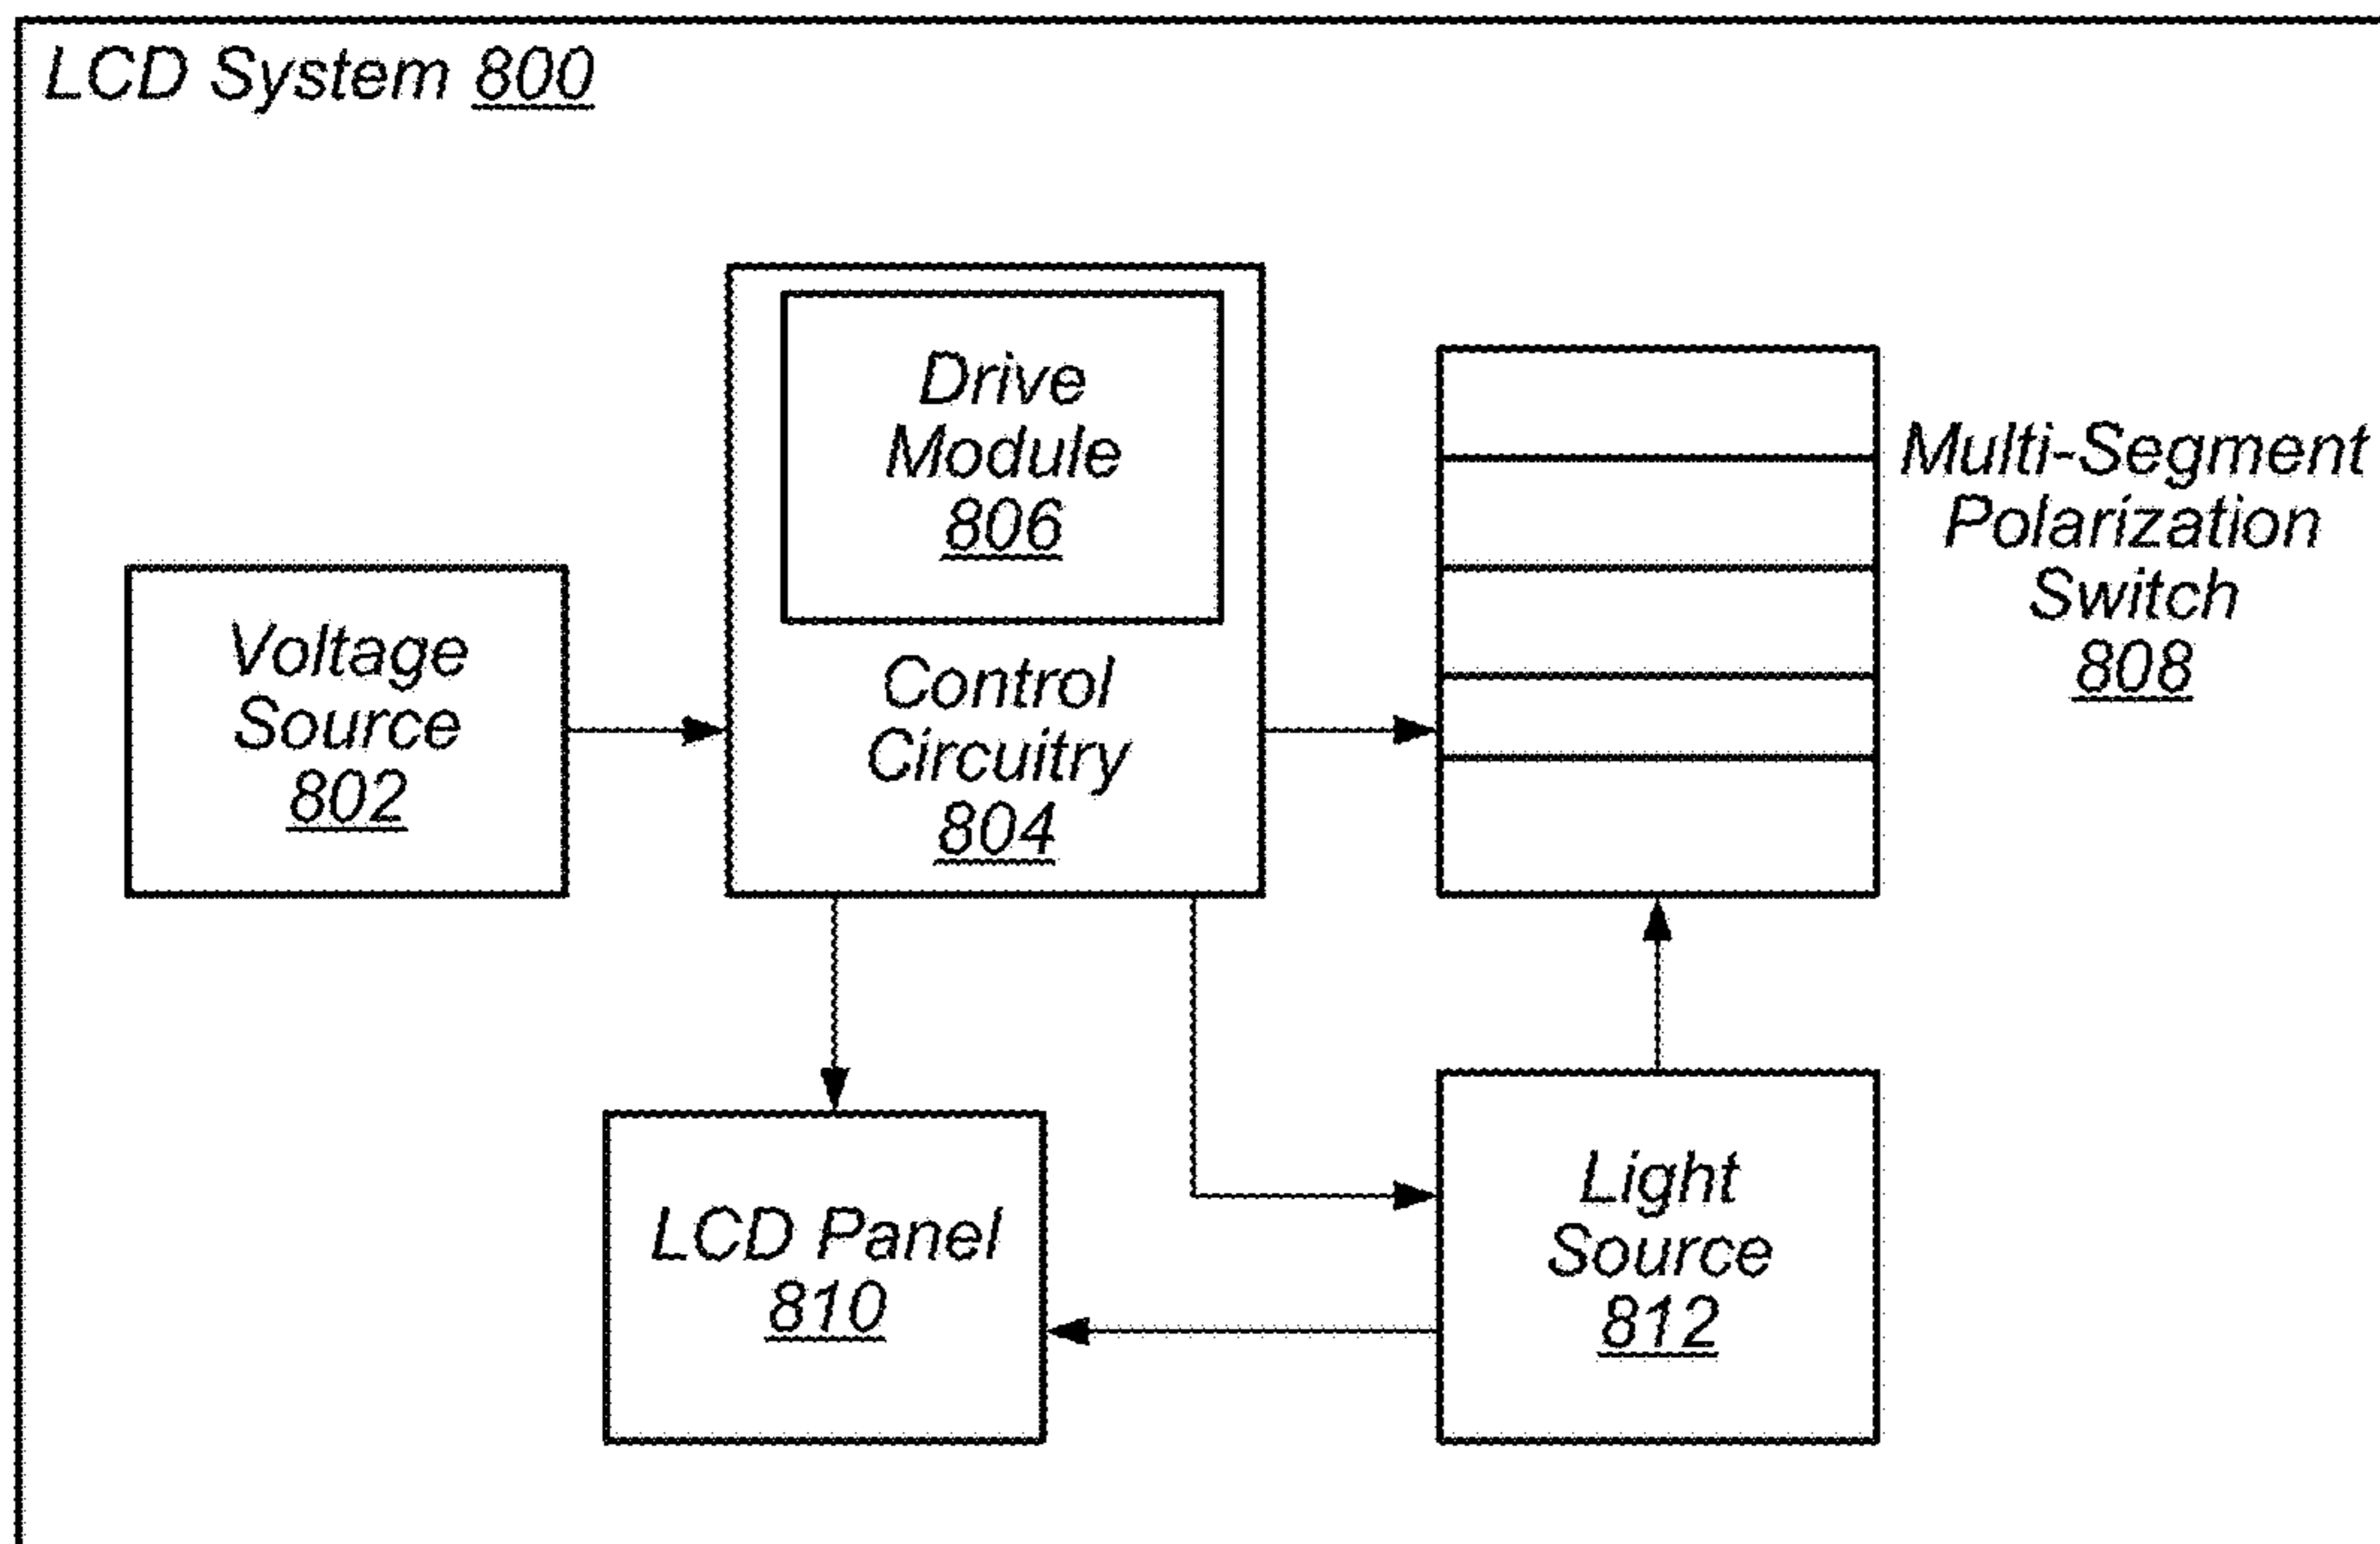 LCD System 800
Drive
Module
806
Control
Circuitry
804
Voltage
Source
802
Multi-Segment
Polarization
Switch
808
LCD Panel
810
Light
Source
812